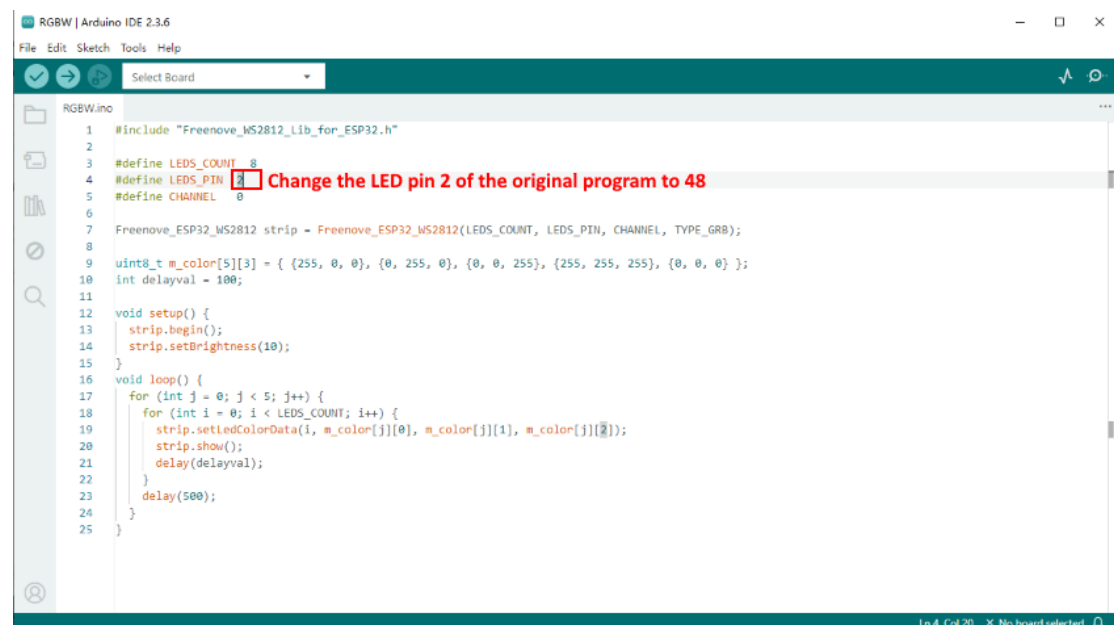 RGBW | Arduino IDE 2.3.6
File Edit Sketch Tools Help
Select Board
RGBW.ino
1 #include "Freenove_WS2812_Lib_for_ESP32.h"
2
3 #define LEDS_COUNT 8
4 #define LEDS_PIN 2 Change the LED pin 2 of the original program to 48
5 #define CHANNEL 0
6
7 Freenove_ESP32_WS2812 strip = Freenove_ESP32_WS2812(LEDS_COUNT, LEDS_PIN, CHANNEL, TYPE_GRB);
8
9 uint8_t m_color[5][3] = { {255, 0, 0}, {0, 255, 0}, {0, 0, 255}, {255, 255, 255}, {0, 0, 0} };
10 int delayval = 100;
11
12 void setup() {
13 strip.begin();
14 strip.setBrightness(10);
15 }
16 void loop() {
17 for (int j = 0; j < 5; j++) {
18 for (int i = 0; i < LEDS_COUNT; i++) {
19 strip.setLedColorData(i, m_color[j][0], m_color[j][1], m_color[j][2]);
20 strip.show();
21 delay(delayval);
22 }
23 delay(500);
24 }
25 }
Ln 4, Col 20 × No board selected